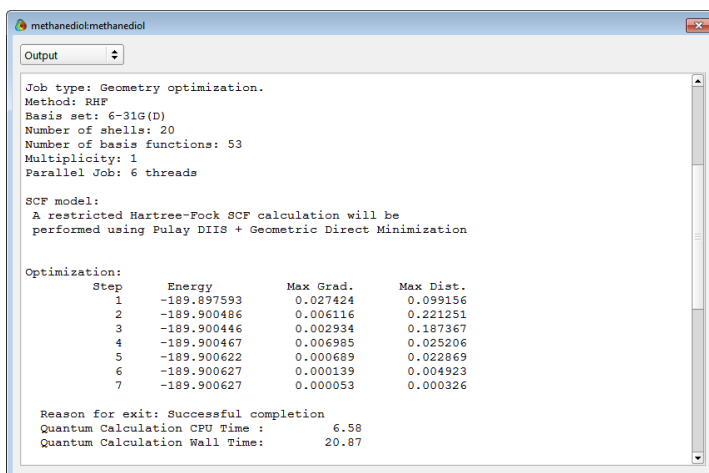 methanediol:methanediol
Output
Job type: Geometry optimization.
Method: RHF
Basis set: 6-31G(D)
Number of shells: 20
Number of basis functions: 53
Multiplicity: 1
Parallel Job: 6 threads
SCF model:
A restricted Hartree-Fock SCF calculation will be
performed using Pulay DIIS + Geometric Direct Minimization
Optimization:
Step Energy Max Grad. Max Dist.
1 -189.897593 0.027424 0.099156
2 -189.900486 0.006116 0.221251
3 -189.900446 0.002934 0.187367
4 -189.900467 0.006985 0.025206
5 -189.900622 0.000689 0.022869
6 -189.900627 0.000139 0.004923
7 -189.900627 0.000053 0.000326
Reason for exit: Successful completion
Quantum Calculation CPU Time : 6.58
Quantum Calculation Wall Time: 20.87